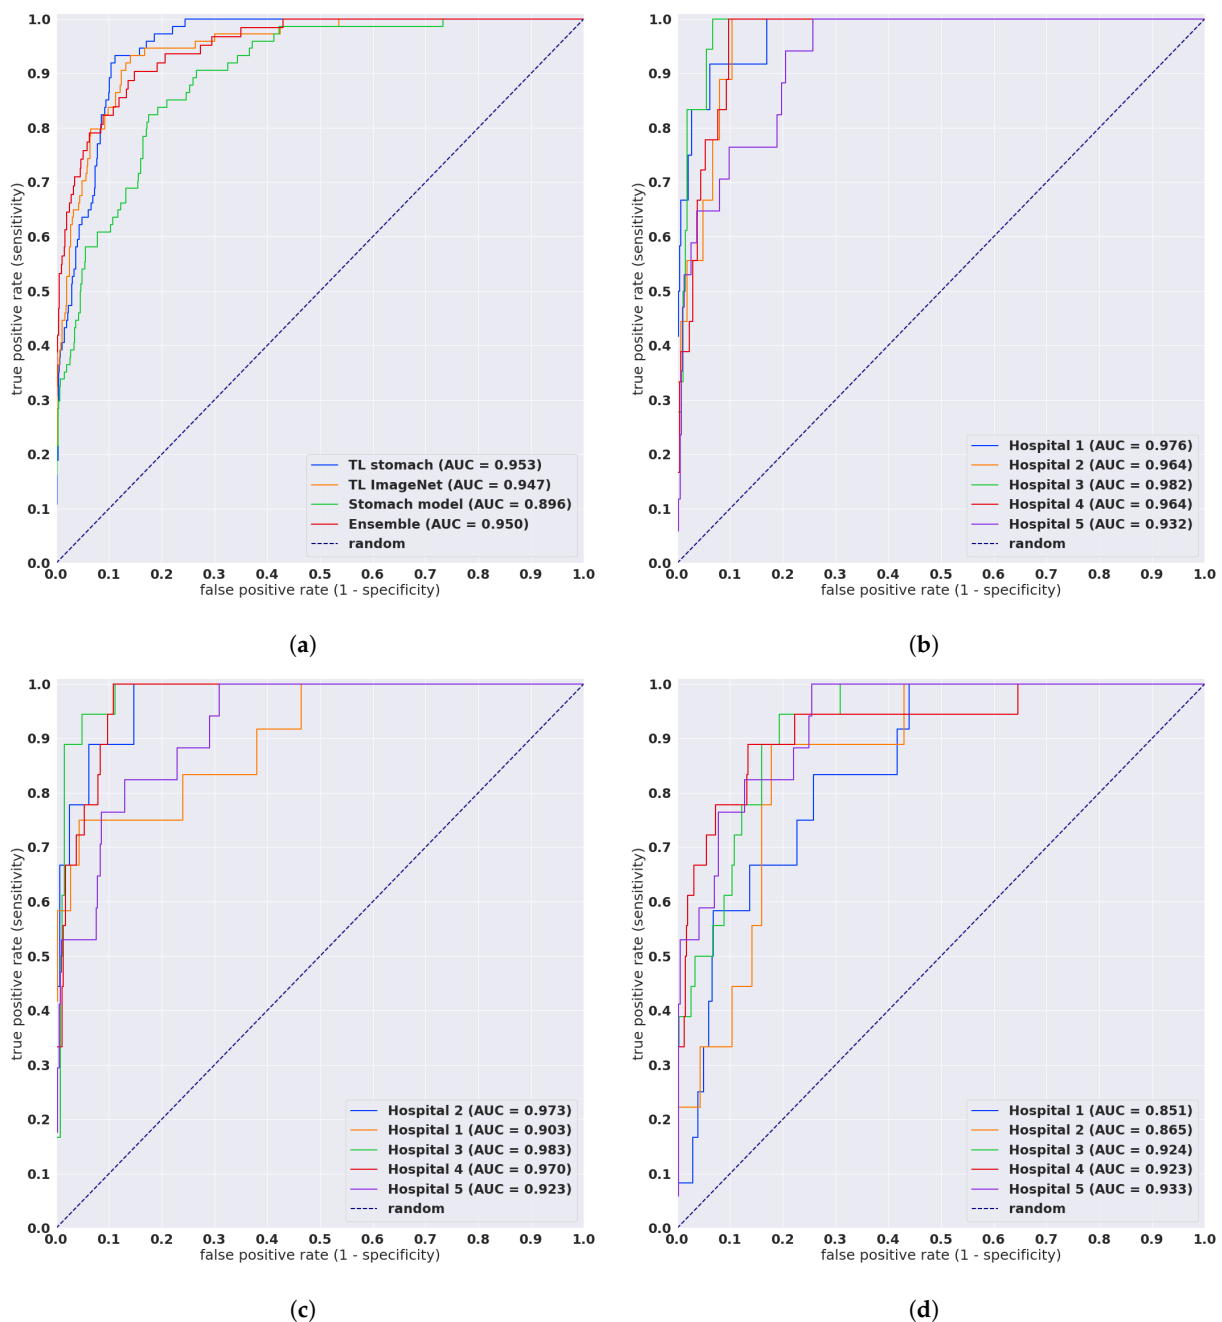 1.0
0.9
0.8
0.7
0.6
0.5
0.4
0.3
0.2
0.1
0.0
true positive rate (sensitivity)
TL stomach (AUC = 0.953)
TL ImageNet (AUC = 0.947)
Stomach model (AUC = 0.896)
Ensemble (AUC = 0.950)
random
0.0 0.1 0.2 0.3 0.4 0.5 0.6 0.7 0.8 0.9 1.0
false positive rate (1 - specificity)
(a)
1.0
0.9
0.8
0.7
0.6
0.5
0.4
0.3
0.2
0.1
0.0
true positive rate (sensitivity)
Hospital 1 (AUC = 0.976)
Hospital 2 (AUC = 0.964)
Hospital 3 (AUC = 0.982)
Hospital 4 (AUC = 0.964)
Hospital 5 (AUC = 0.932)
random
0.0 0.1 0.2 0.3 0.4 0.5 0.6 0.7 0.8 0.9 1.0
false positive rate (1 - specificity)
(b)
1.0
0.9
0.8
0.7
0.6
0.5
0.4
0.3
0.2
0.1
0.0
true positive rate (sensitivity)
Hospital 2 (AUC = 0.973)
Hospital 1 (AUC = 0.903)
Hospital 3 (AUC = 0.983)
Hospital 4 (AUC = 0.970)
Hospital 5 (AUC = 0.923)
random
0.0 0.1 0.2 0.3 0.4 0.5 0.6 0.7 0.8 0.9 1.0
false positive rate (1 - specificity)
(c)
1.0
0.9
0.8
0.7
0.6
0.5
0.4
0.3
0.2
0.1
0.0
true positive rate (sensitivity)
Hospital 1 (AUC = 0.851)
Hospital 2 (AUC = 0.865)
Hospital 3 (AUC = 0.924)
Hospital 4 (AUC = 0.923)
Hospital 5 (AUC = 0.933)
random
0.0 0.1 0.2 0.3 0.4 0.5 0.6 0.7 0.8 0.9 1.0
false positive rate (1 - specificity)
(d)